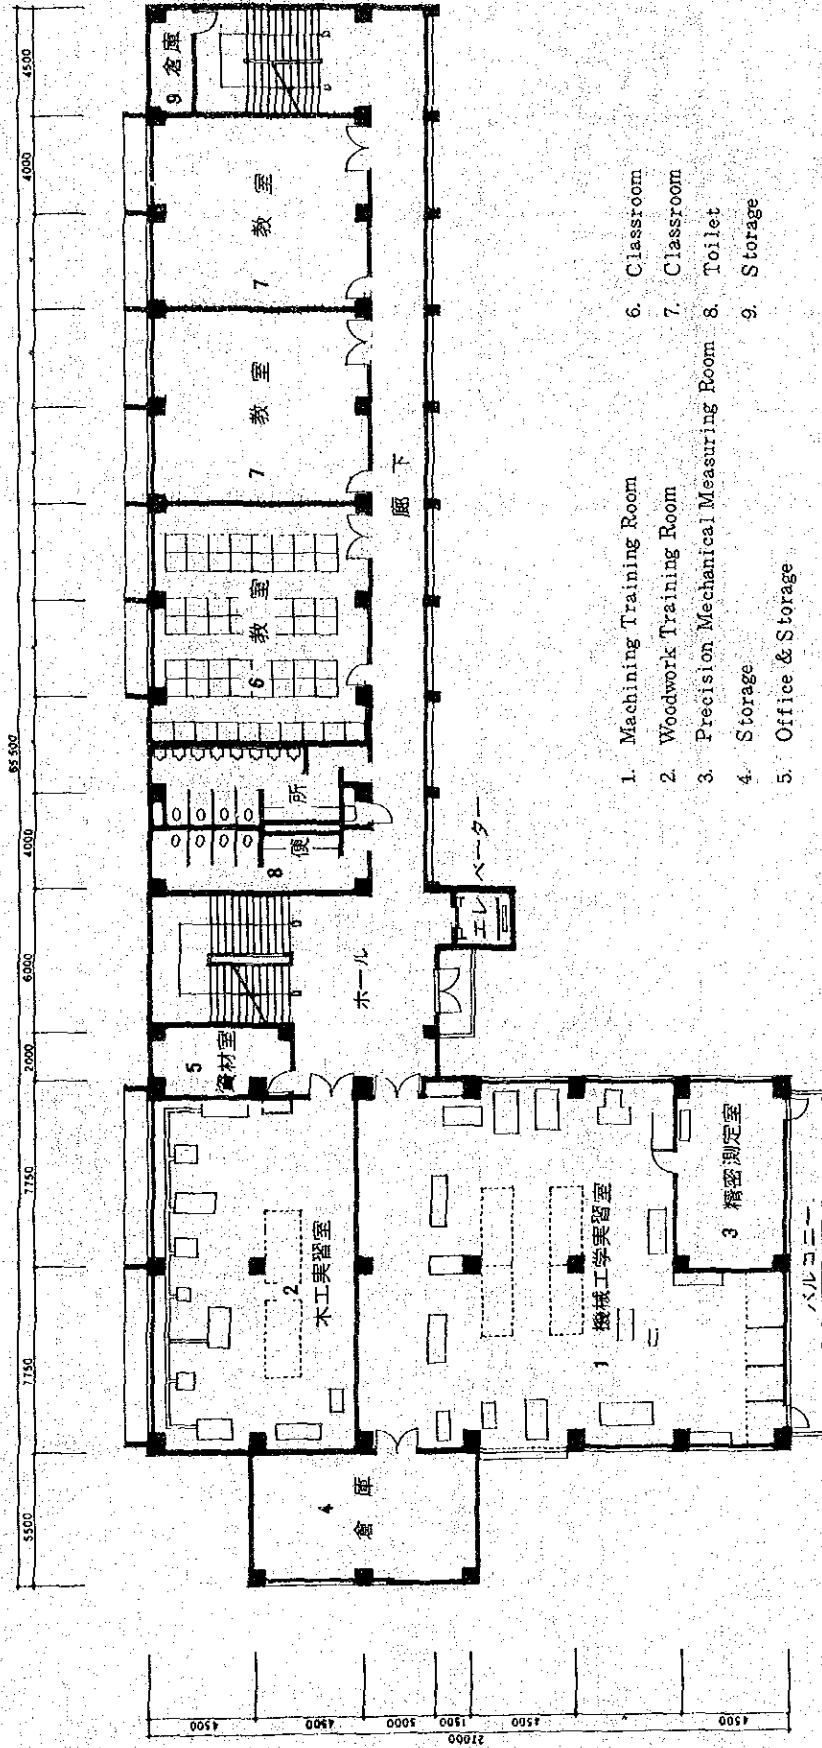 65 500
5500
7750
7750
2000
6000
4000
4000
4500
4500
4500
3000
1500
4500
4500
27000
4
倉庫
2
木工実習室
5
資材室
ホール
8
便所
6 教室
7 教室
7 教室
9 倉庫
廊下
エレベーター
1 機械工学実習室
3 精密測定室
バルコニー
1. Machining Training Room
2. Woodwork Training Room
3. Precision Mechanical Measuring Room
4. Storage
5. Office & Storage
6. Classroom
7. Classroom
8. Toilet
9. Storage